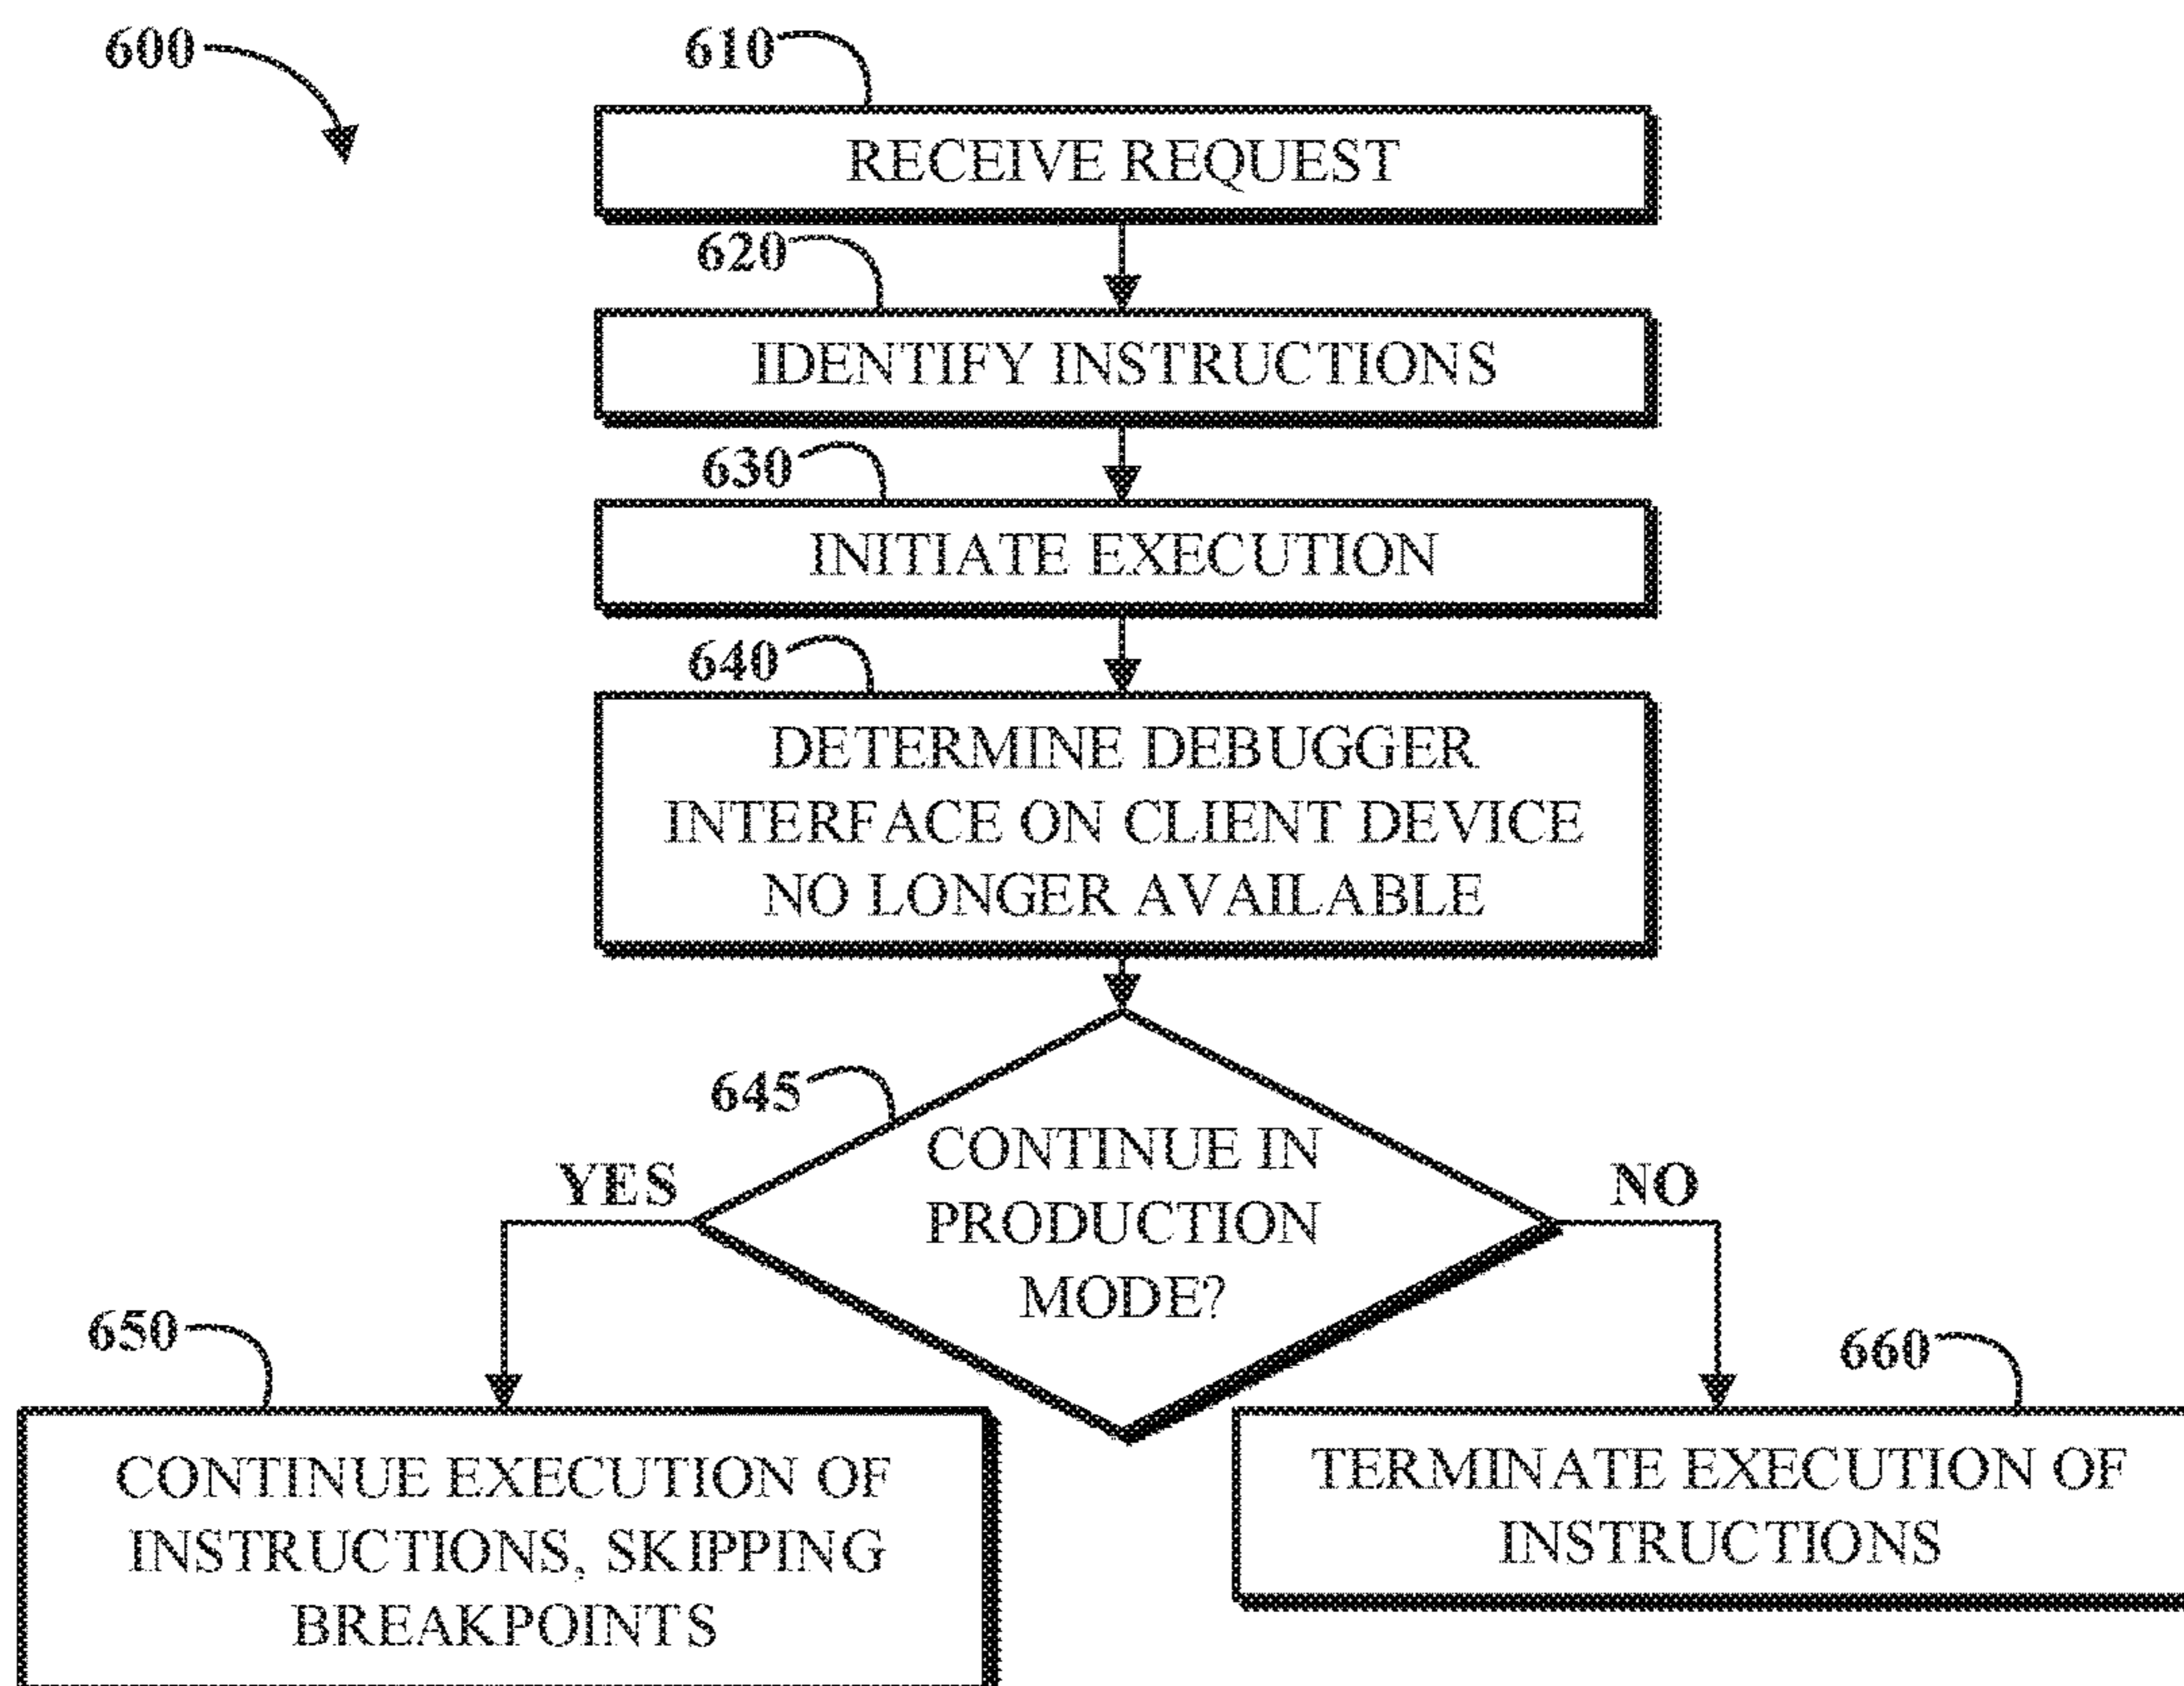 600
610
RECEIVE REQUEST
620
IDENTIFY INSTRUCTIONS
630
INITIATE EXECUTION
640
DETERMINE DEBUGGER
INTERFACE ON CLIENT DEVICE
NO LONGER AVAILABLE
645
CONTINUE IN
PRODUCTION
MODE?
YES
NO
650
CONTINUE EXECUTION OF
INSTRUCTIONS, SKIPPING
BREAKPOINTS
660
TERMINATE EXECUTION OF
INSTRUCTIONS